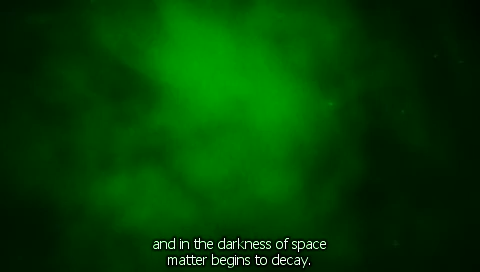 and in the darkness of space
matter begins to decay.